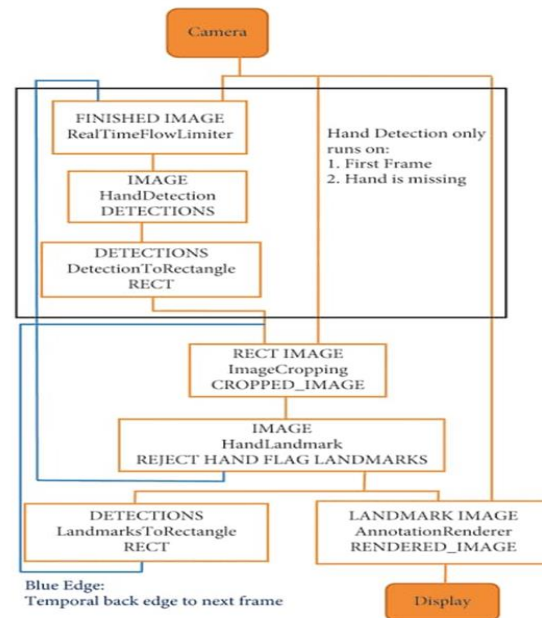 Camera
FINISHED IMAGE
RealTimeFlowLimiter
Hand Detection only
runs on:
1. First Frame
2. Hand is missing
IMAGE
HandDetection
DETECTIONS
DETECTIONS
DetectionToRectangle
RECT
RECT IMAGE
ImageCropping
CROPPED_IMAGE
IMAGE
HandLandmark
REJECT HAND FLAG LANDMARKS
DETECTIONS
LandmarksToRectangle
RECT
LANDMARK IMAGE
AnnotationRenderer
RENDERED_IMAGE
Blue Edge:
Temporal back edge to next frame
Display